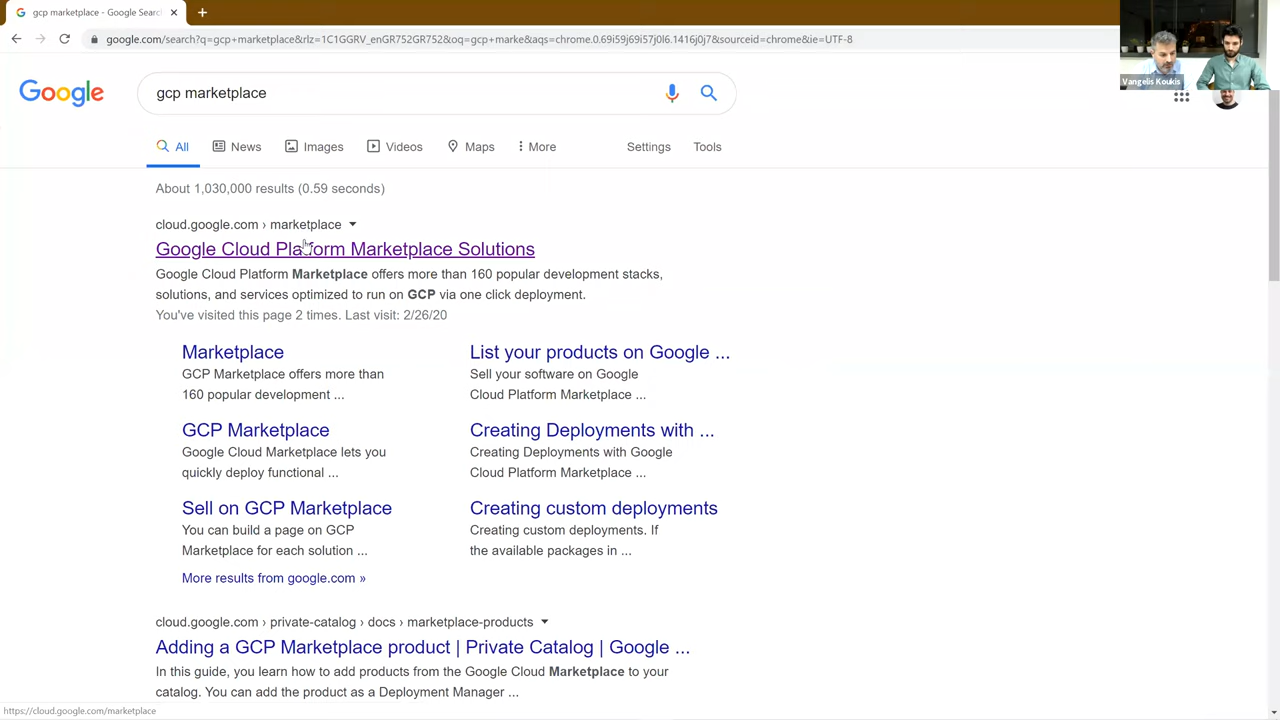 gcp marketplace - Google Searc
google.com/search?q=gcp+marketplace&rlz=1C1GGRV_enGR752GR752&oq=gcp+marke&aqs=chrome.0.69i59j69i57j0l6.1416j0j7&sourceid=chrome&ie=UTF-8
Vangelis Koukis
Google
gcp marketplace
All News Images Videos Maps More Settings Tools
About 1,030,000 results (0.59 seconds)
cloud.google.com › marketplace
Google Cloud Platform Marketplace Solutions
Google Cloud Platform Marketplace offers more than 160 popular development stacks,
solutions, and services optimized to run on GCP via one click deployment.
You've visited this page 2 times. Last visit: 2/26/20
Marketplace
GCP Marketplace offers more than
160 popular development ...
List your products on Google ...
Sell your software on Google
Cloud Platform Marketplace ...
GCP Marketplace
Google Cloud Marketplace lets you
quickly deploy functional ...
Creating Deployments with ...
Creating Deployments with Google
Cloud Platform Marketplace ...
Sell on GCP Marketplace
You can build a page on GCP
Marketplace for each solution ...
Creating custom deployments
Creating custom deployments. If
the available packages in ...
More results from google.com »
cloud.google.com › private-catalog › docs › marketplace-products
Adding a GCP Marketplace product | Private Catalog | Google ...
In this guide, you learn how to add products from the Google Cloud Marketplace to your
catalog. You can add the product as a Deployment Manager ...
https://cloud.google.com/marketplace